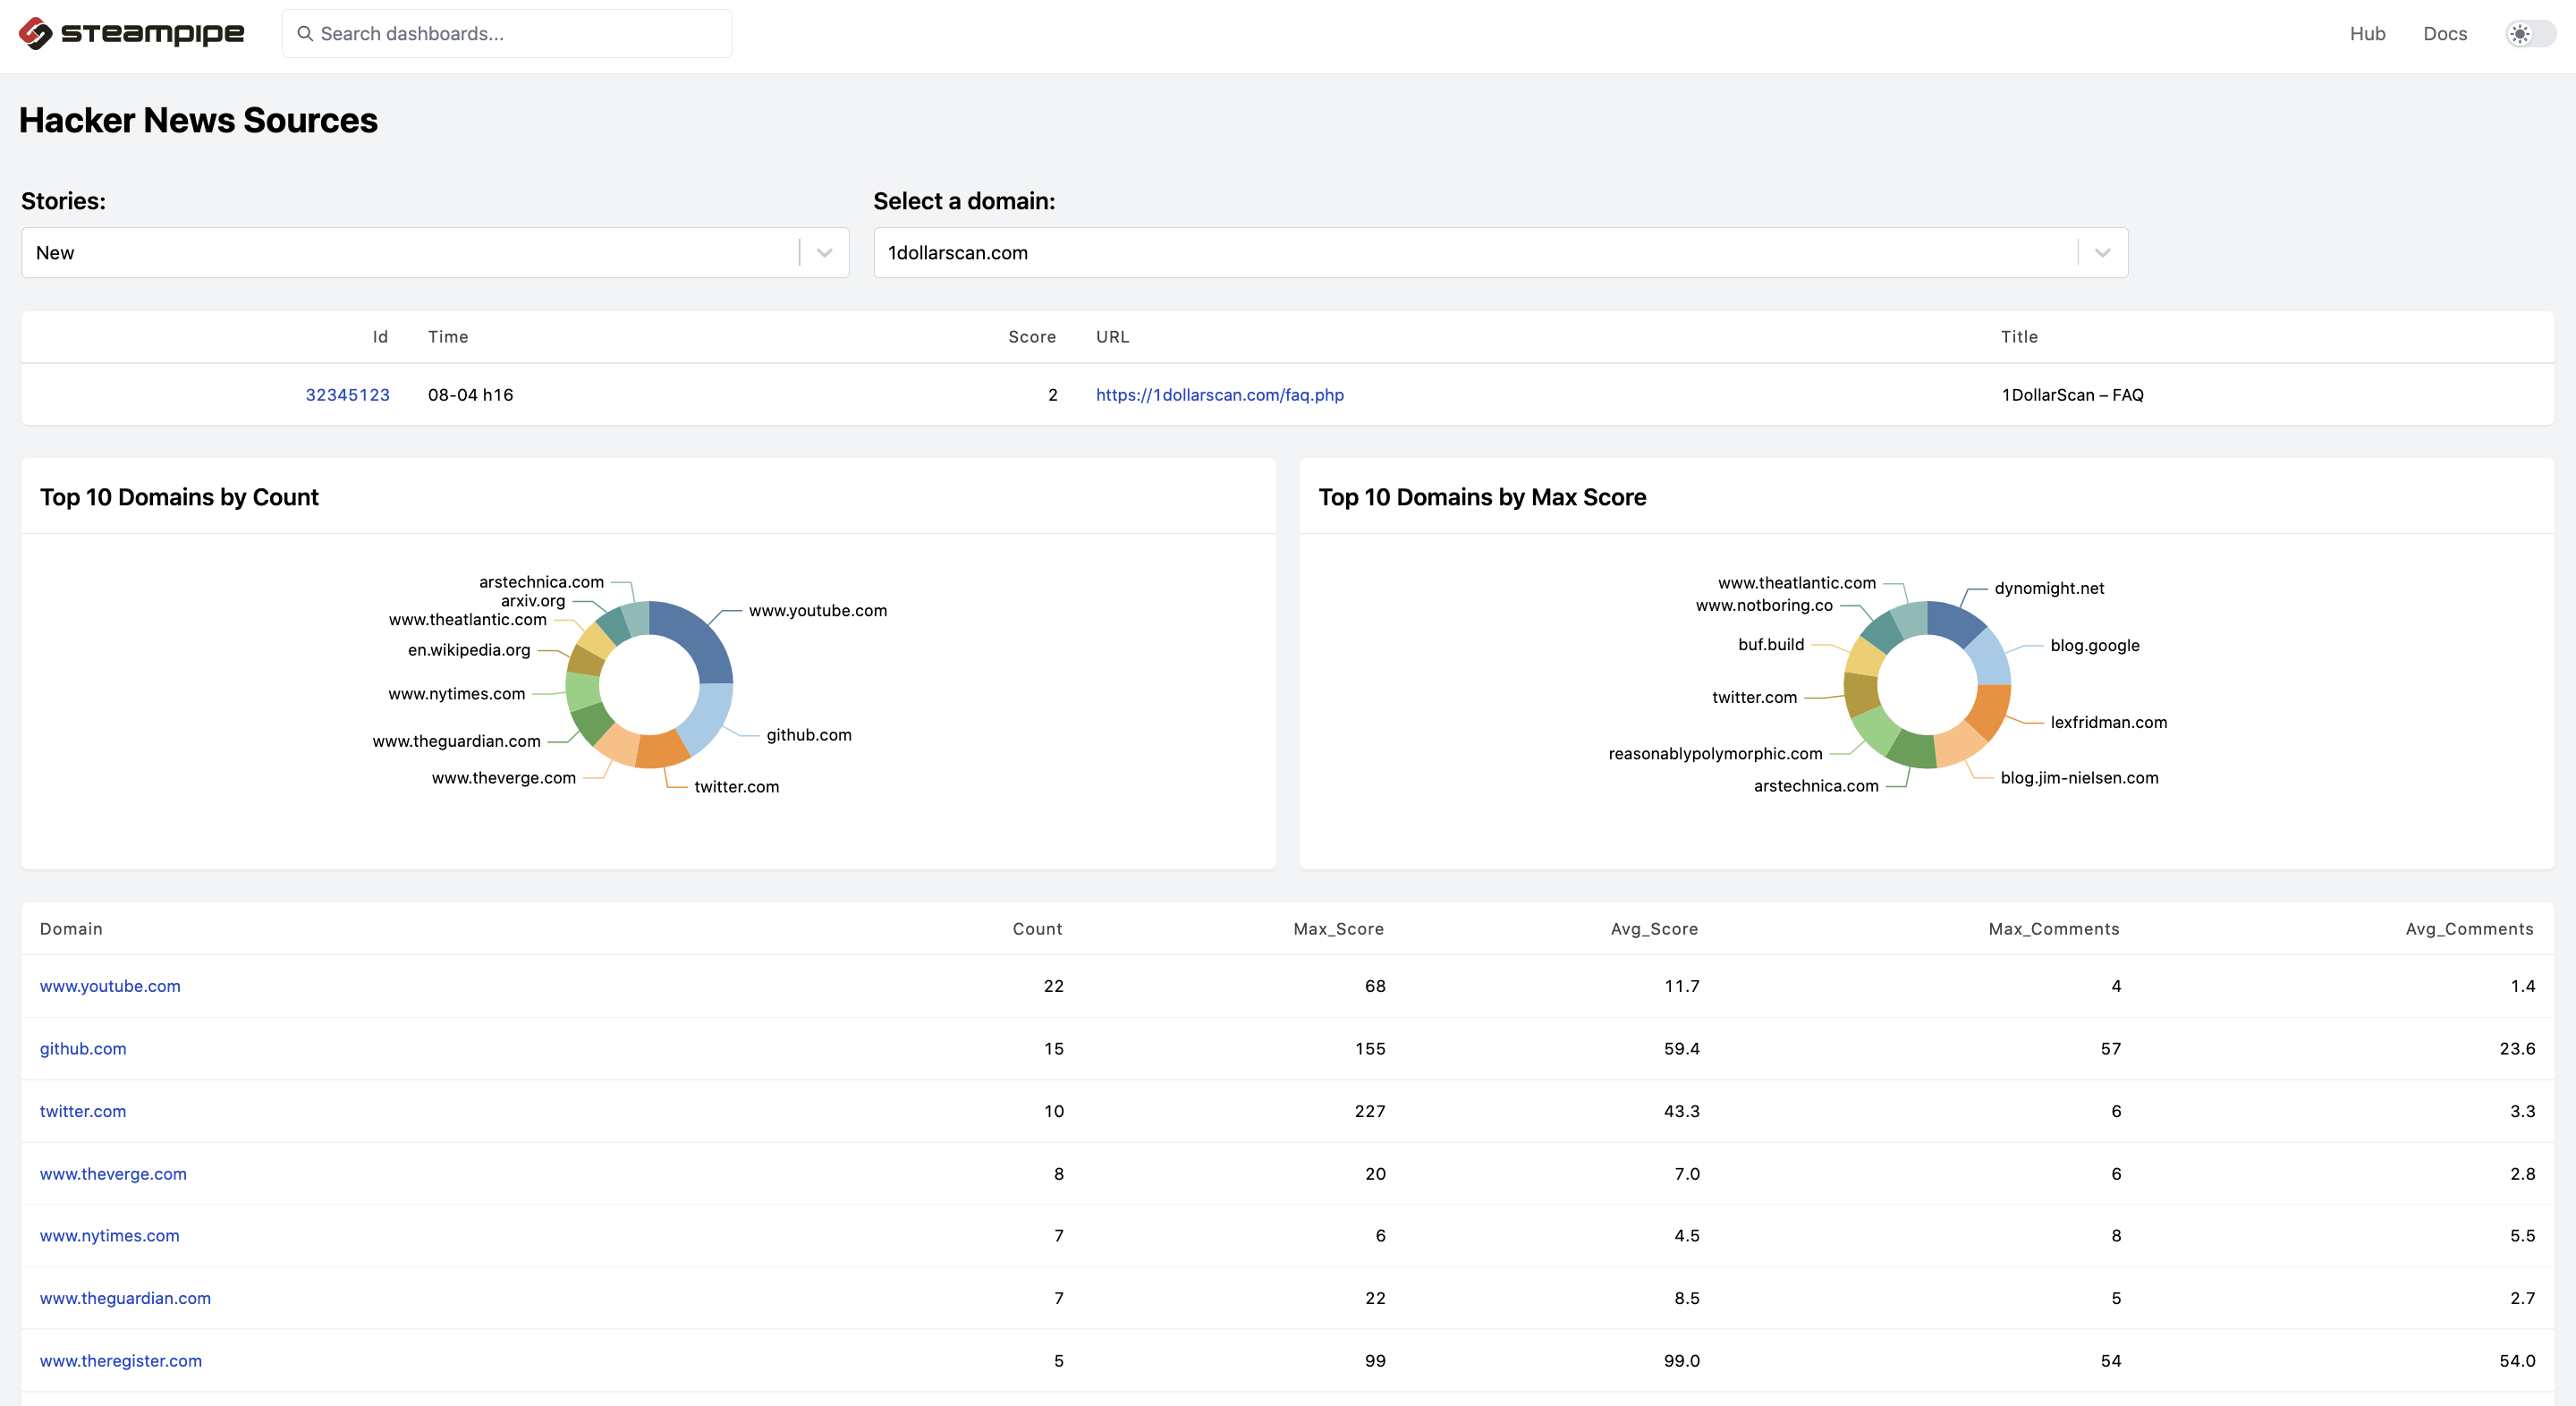 steampipe
Search dashboards...
Hub
Docs
Hacker News Sources
Stories:
Select a domain:
New
1dollarscan.com
Id Time Score URL Title
32345123 08-04 h16 2 https://1dollarscan.com/faq.php 1DollarScan – FAQ
Top 10 Domains by Count
arstechnica.com
arxiv.org
www.theatlantic.com
en.wikipedia.org
www.nytimes.com
www.theguardian.com
www.theverge.com
www.youtube.com
github.com
twitter.com
Top 10 Domains by Max Score
www.theatlantic.com
www.notboring.co
buf.build
twitter.com
reasonablypolymorphic.com
arstechnica.com
dynomight.net
blog.google
lexfridman.com
blog.jim-nielsen.com
Domain Count Max_Score Avg_Score Max_Comments Avg_Comments
www.youtube.com 22 68 11.7 4 1.4
github.com 15 155 59.4 57 23.6
twitter.com 10 227 43.3 6 3.3
www.theverge.com 8 20 7.0 6 2.8
www.nytimes.com 7 6 4.5 8 5.5
www.theguardian.com 7 22 8.5 5 2.7
www.theregister.com 5 99 99.0 54 54.0